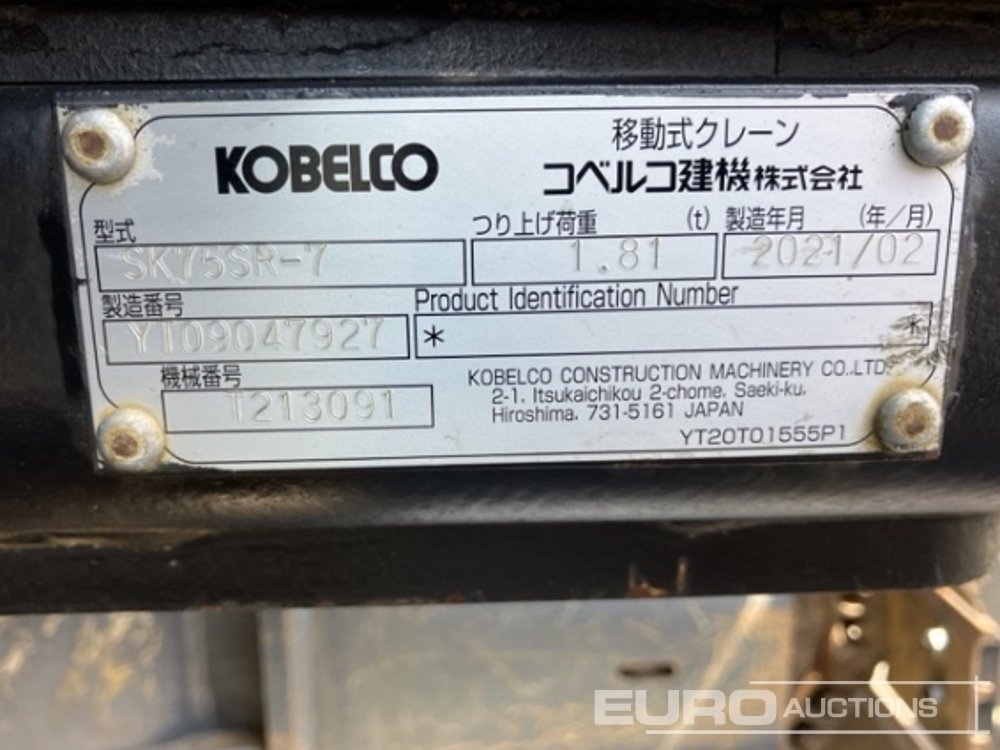 KOBELCO
移動式クレーン
コベルコ建機株式会社
型式
SK75SR-7
つり上げ荷重 (t)
1.81
製造年月 (年/月)
2021/02
製造番号
YT09047927
Product Identification Number
* *
機械番号
T213091
KOBELCO CONSTRUCTION MACHINERY CO.,LTD.
2-1, Itsukaichikou 2-chome, Saeki-ku,
Hiroshima, 731-5161 JAPAN
YT20T01555P1
EURO AUCTIONS